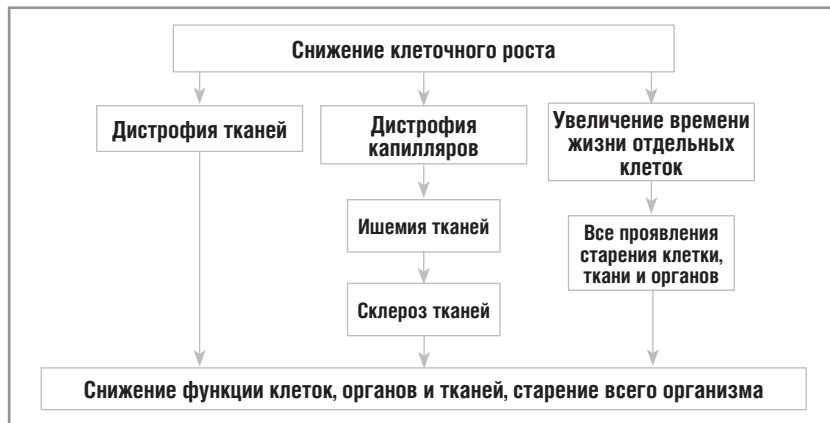 Снижение клеточного роста
Дистрофия тканей
Дистрофия
капилляров
Увеличение времени
жизни отдельных
клеток
Ишемия тканей
Все проявления
старения клетки,
ткани и органов
Склероз тканей
Снижение функции клеток, органов и тканей, старение всего организма